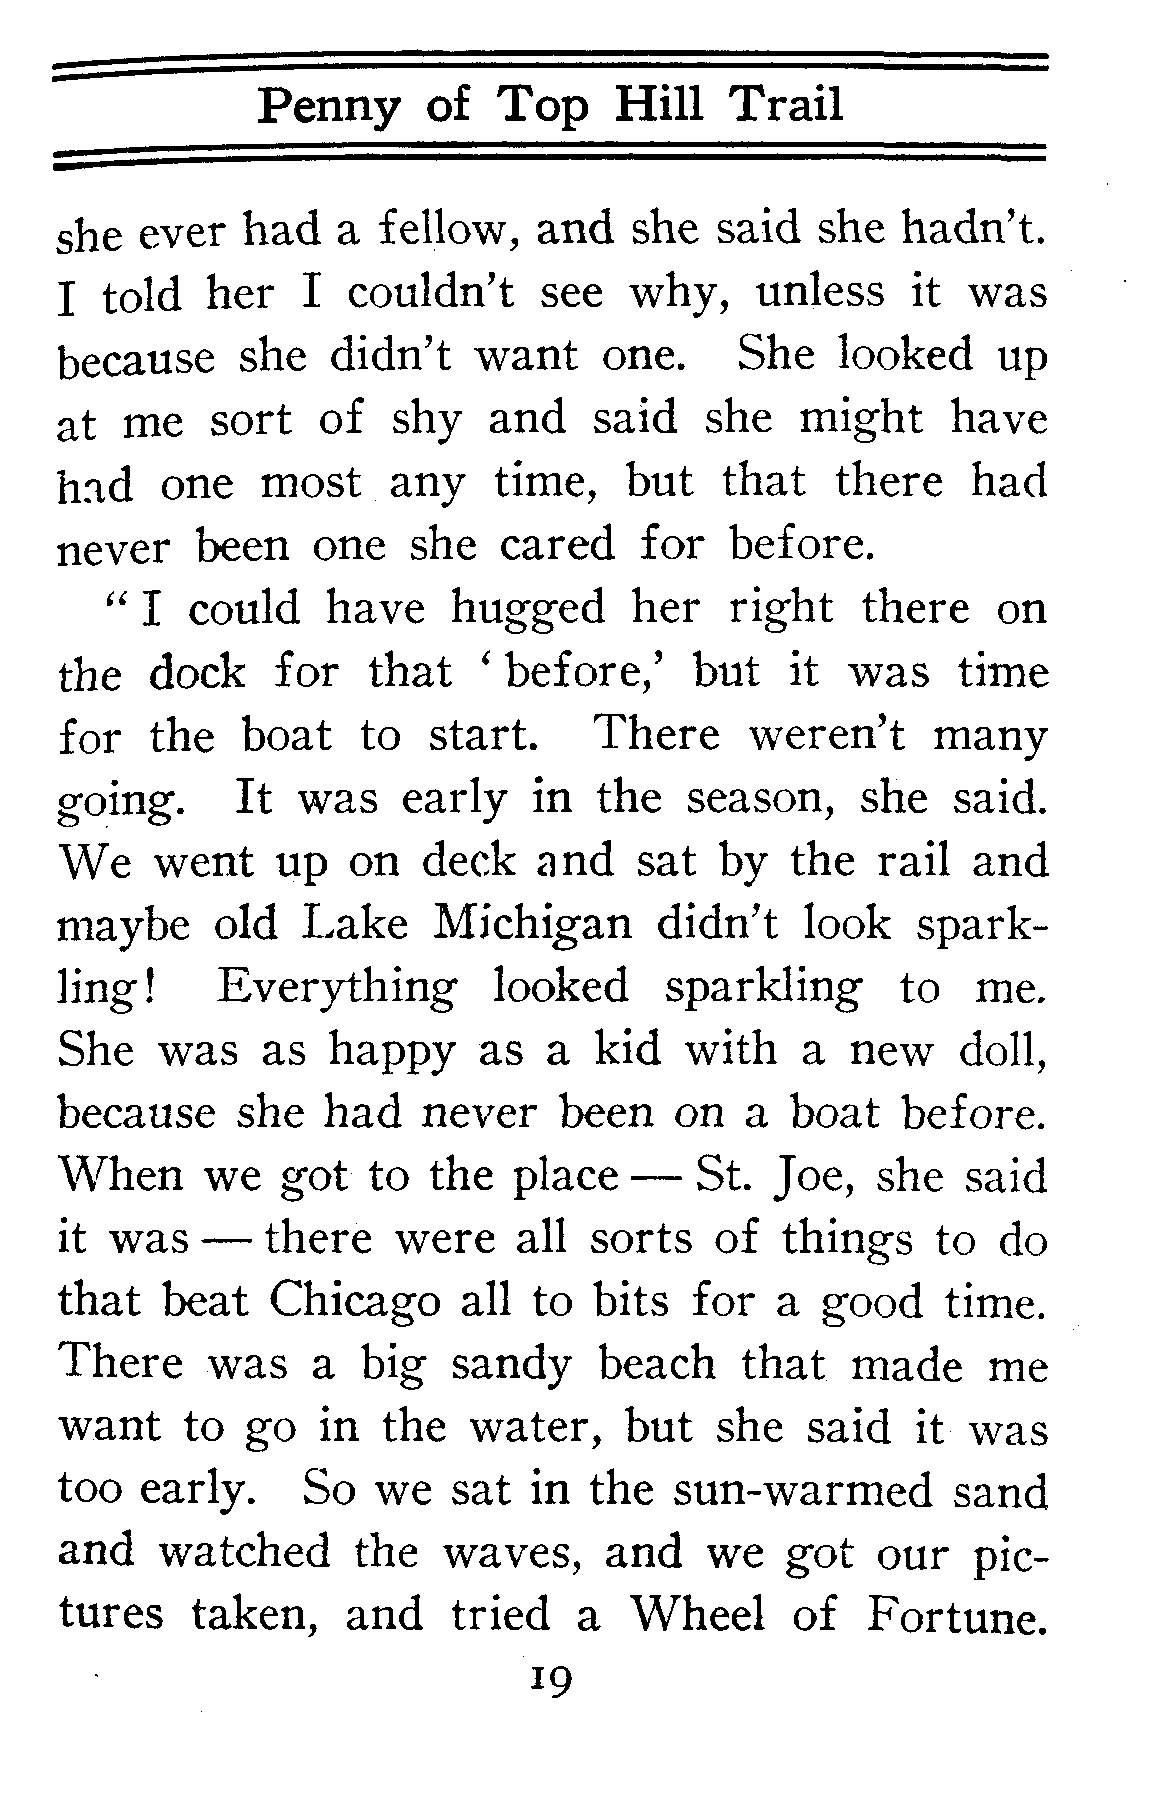 Penny of Top Hill Trail
she ever had a fellow, and she said she hadn't.
I told her I couldn't see why, unless it was
because she didn't want one. She looked up
at me sort of shy and said she might have
had one most any time, but that there had
never been one she cared for before.
" I could have hugged her right there on
the dock for that ' before,' but it was time
for the boat to start. There weren't many
going. It was early in the season, she said.
We went up on deck and sat by the rail and
maybe old Lake Michigan didn't look spark-
ling! Everything looked sparkling to me.
She was as happy as a kid with a new doll,
because she had never been on a boat before.
When we got to the place — St. Joe, she said
it was — there were all sorts of things to do
that beat Chicago all to bits for a good time.
There was a big sandy beach that made me
want to go in the water, but she said it was
too early. So we sat in the sun-warmed sand
and watched the waves, and we got our pic-
tures taken, and tried a Wheel of Fortune.
19